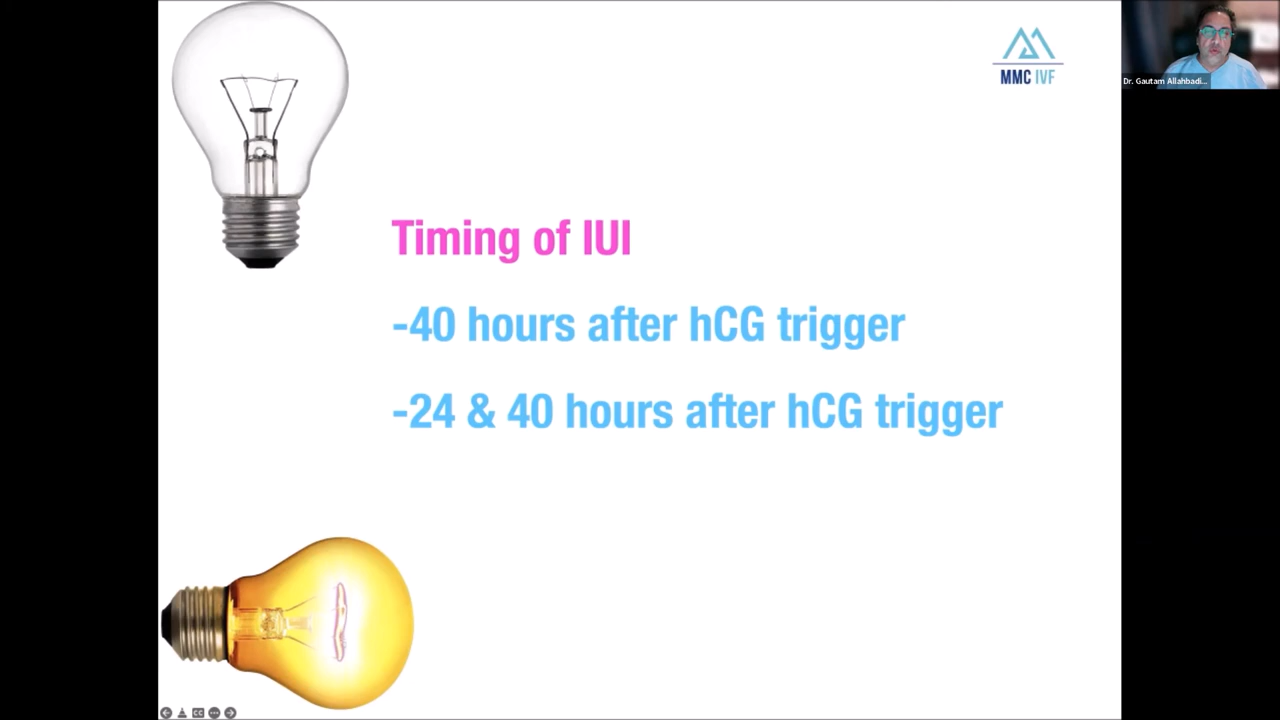 MMC IVF
Dr. Gautam Allahbadi...
Timing of IUI
-40 hours after hCG trigger
-24 & 40 hours after hCG trigger
CC